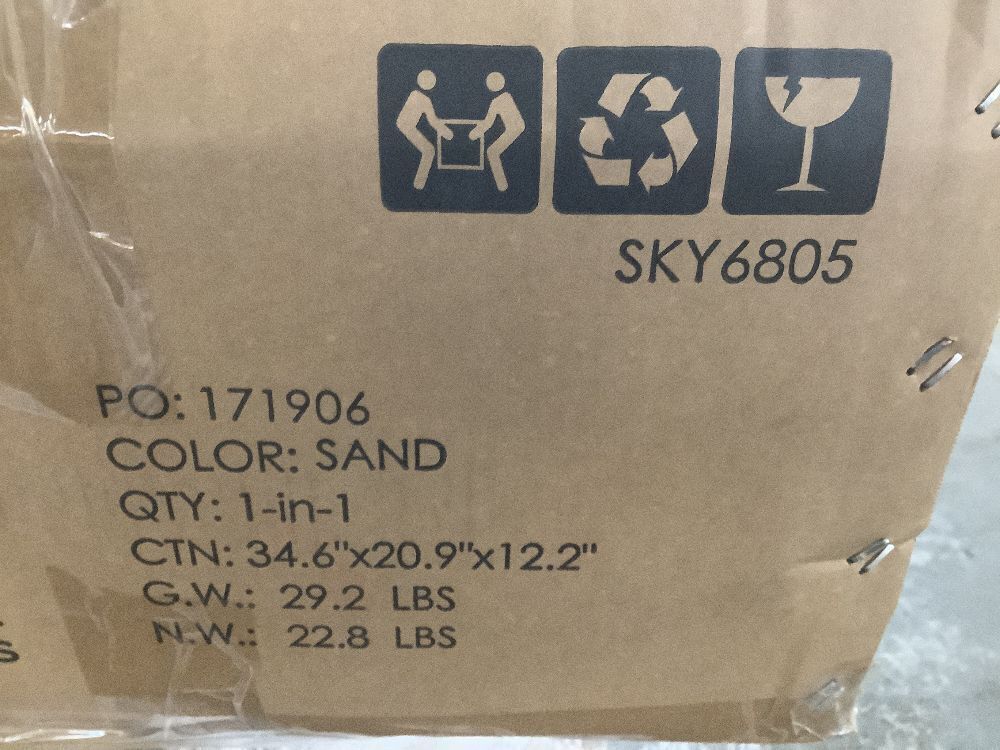 SKY6805
PO: 171906
COLOR: SAND
QTY: 1-in-1
CTN: 34.6"x20.9"x12.2"
G.W.: 29.2 LBS
N.W.: 22.8 LBS
S